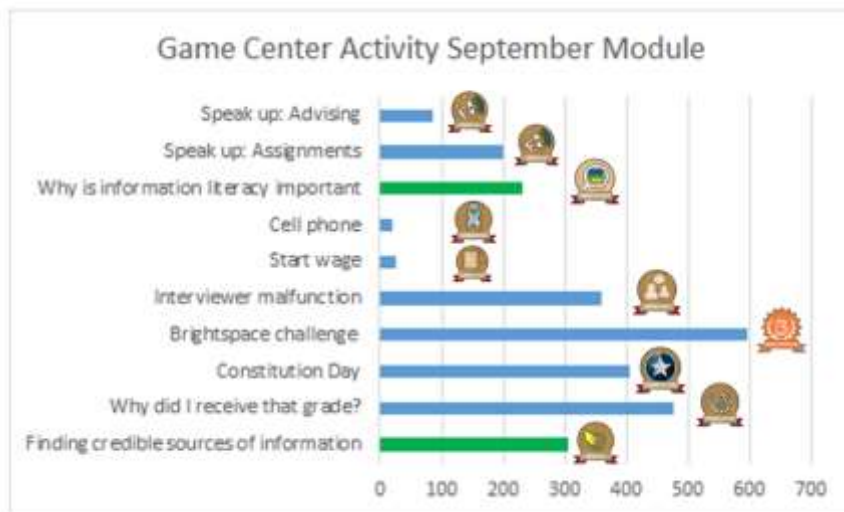 Game Center Activity September Module
Speak up: Advising
Speak up: Assignments
Why is information literacy important
Cell phone
Start wage
Interviewer malfunction
Brightspace challenge
Constitution Day
Why did I receive that grade?
Finding credible sources of information
0 100 200 300 400 500 600 700